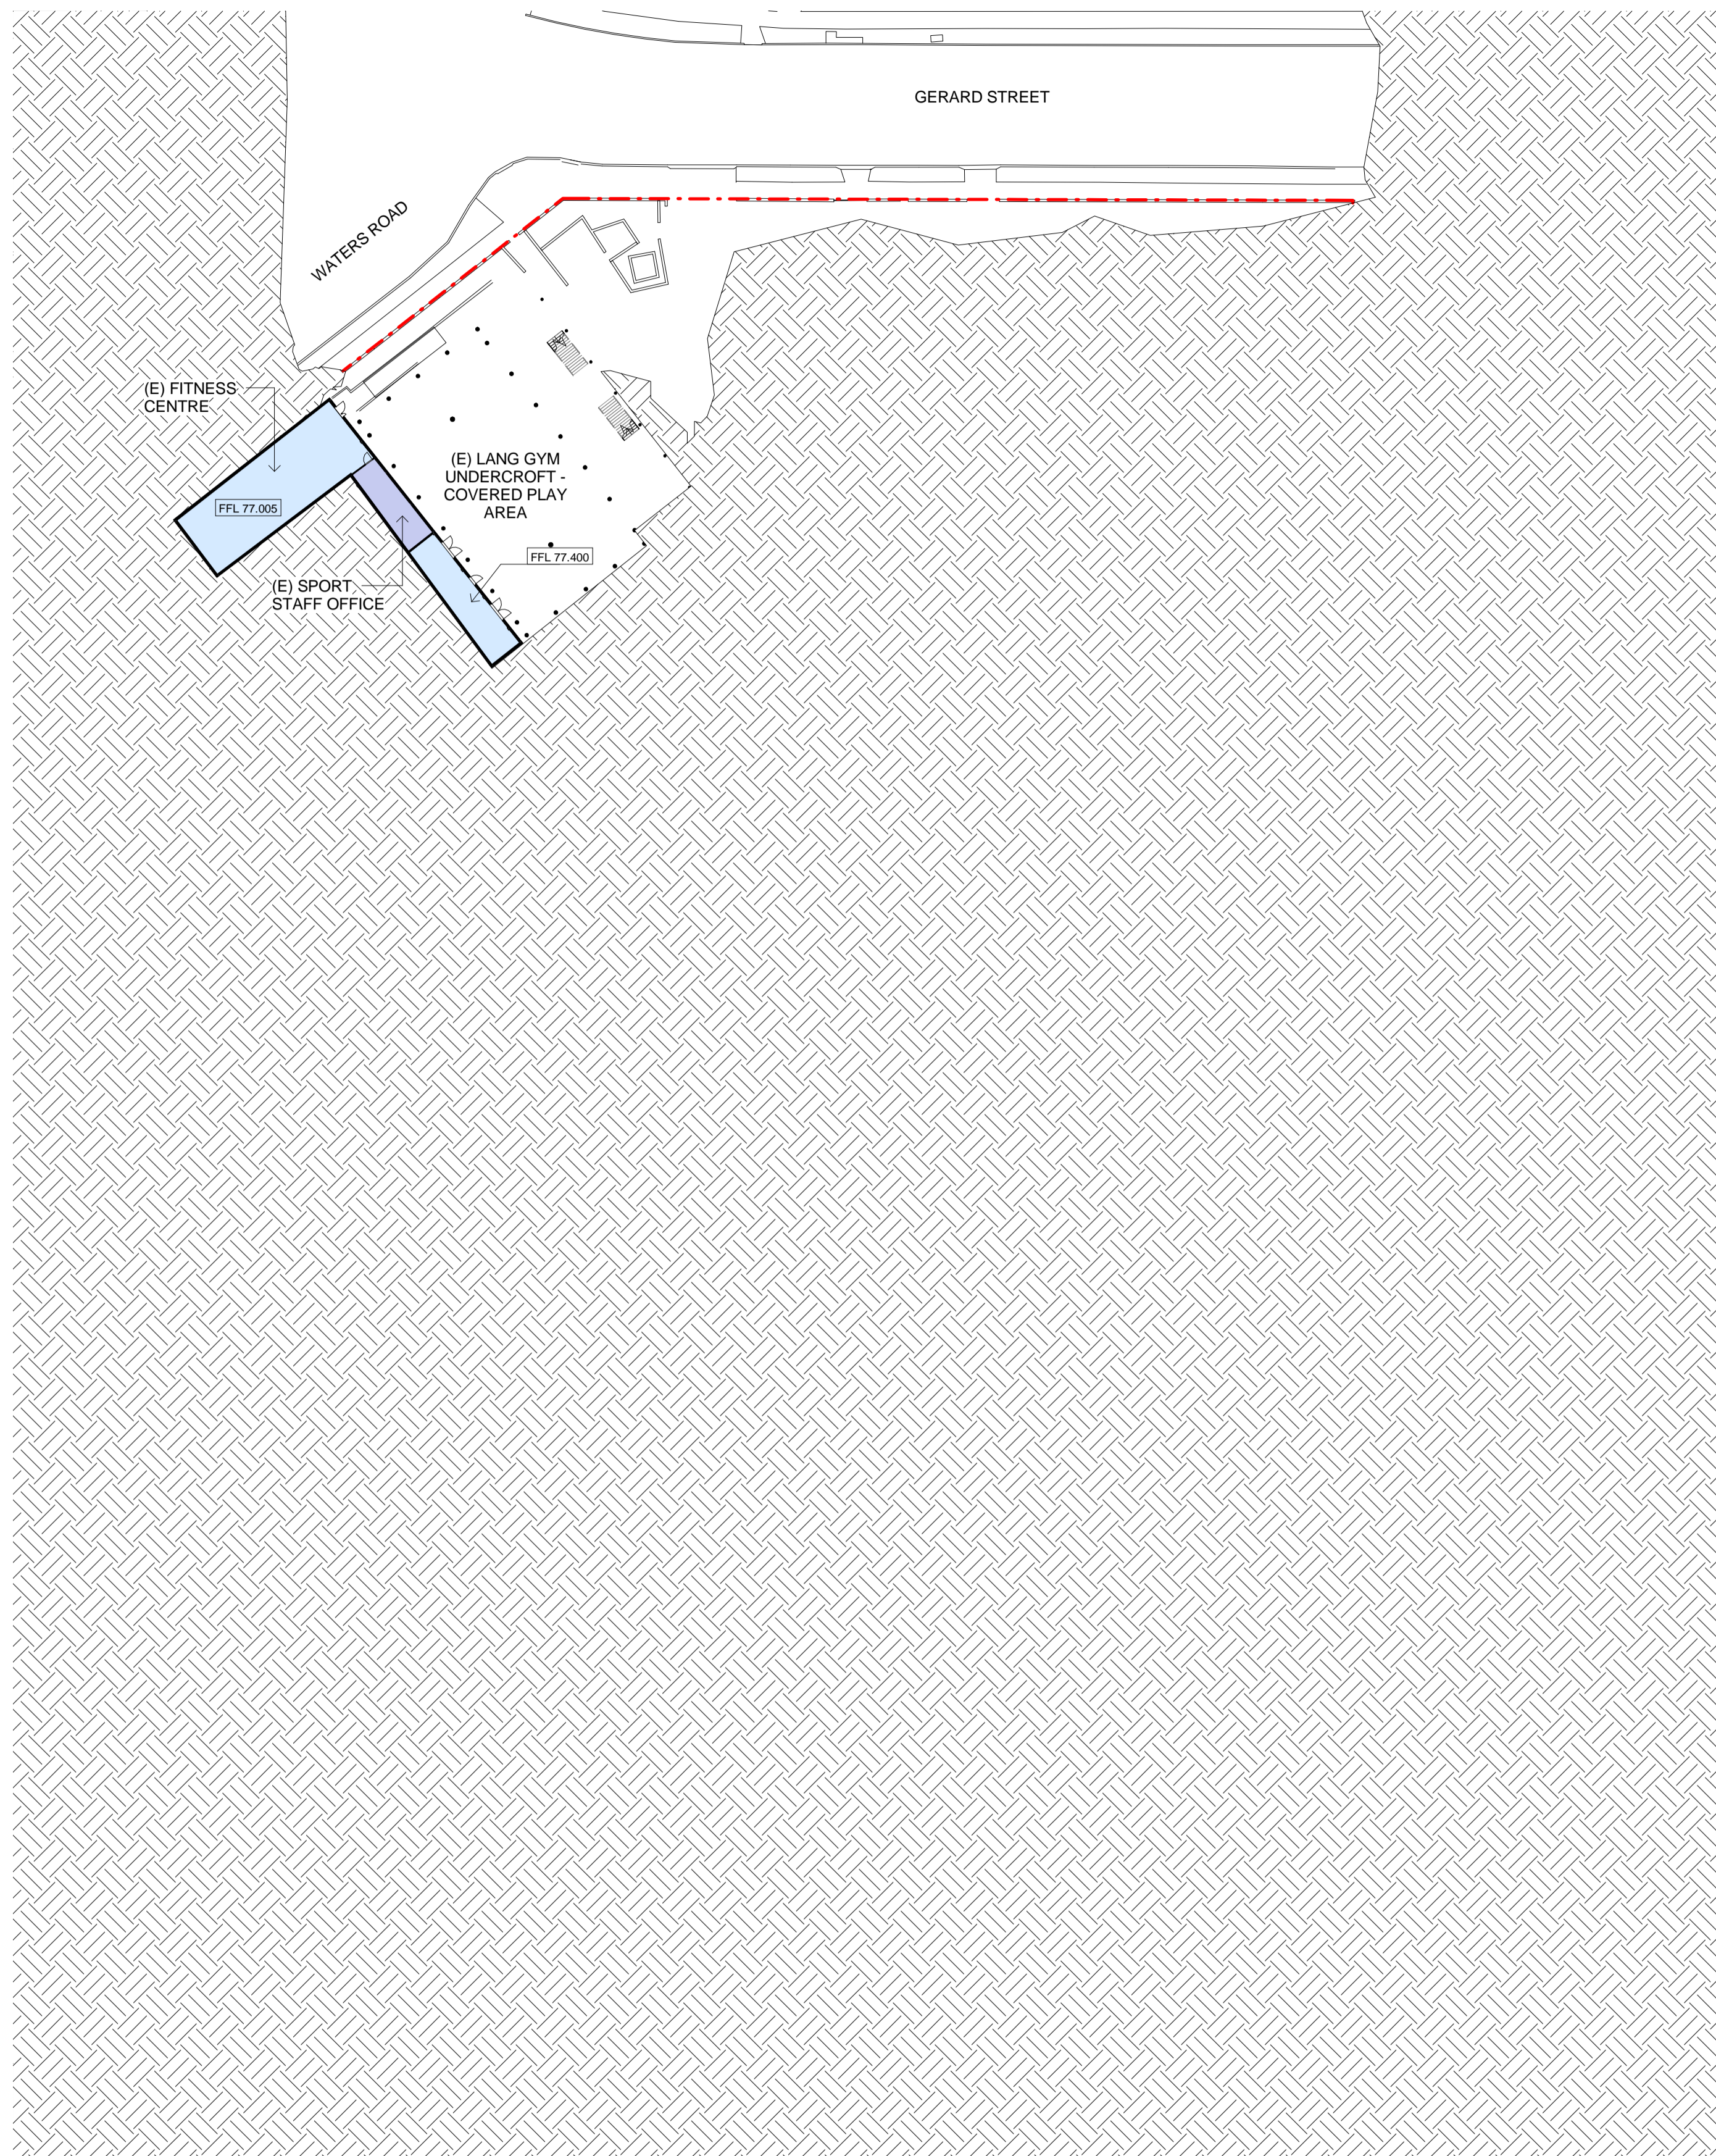 GERARD STREET
WATERS ROAD
(E) FITNESS
CENTRE
(E) LANG GYM
UNDERCROFT -
COVERED PLAY
AREA
FFL 77.005
FFL 77.400
(E) SPORT
STAFF OFFICE